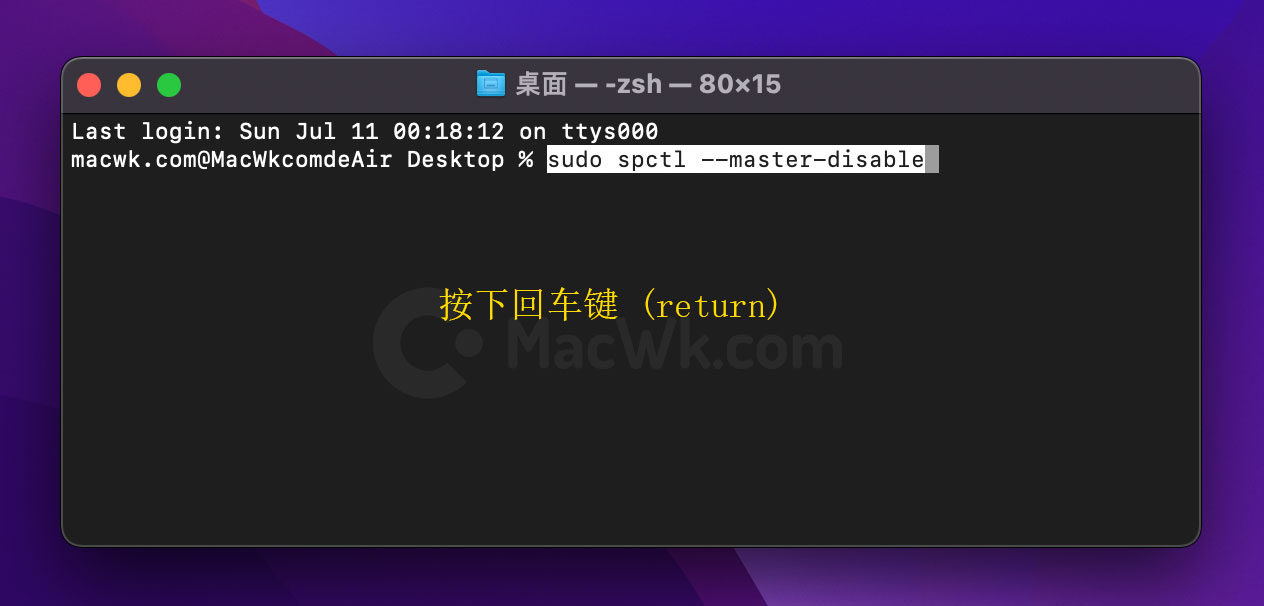 桌面 — -zsh — 80×15
Last login: Sun Jul 11 00:18:12 on ttys000
macwk.com@MacWkcomdeAir Desktop % sudo spctl --master-disable
按下回车键 (return)
MacWk.com